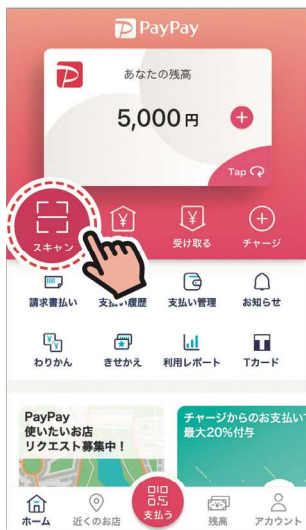 PayPay
あなたの残高
5,000円
Tap
スキャン
受け取る
チャージ
請求書払い
支払い履歴
支払い管理
お知らせ
わりかん
きせかえ
利用レポート
Tカード
PayPay
使いたいお店
リクエスト募集中！
チャージからのお支払いで
最大20%付与
ホーム
近くのお店
支払う
残高
アカウント